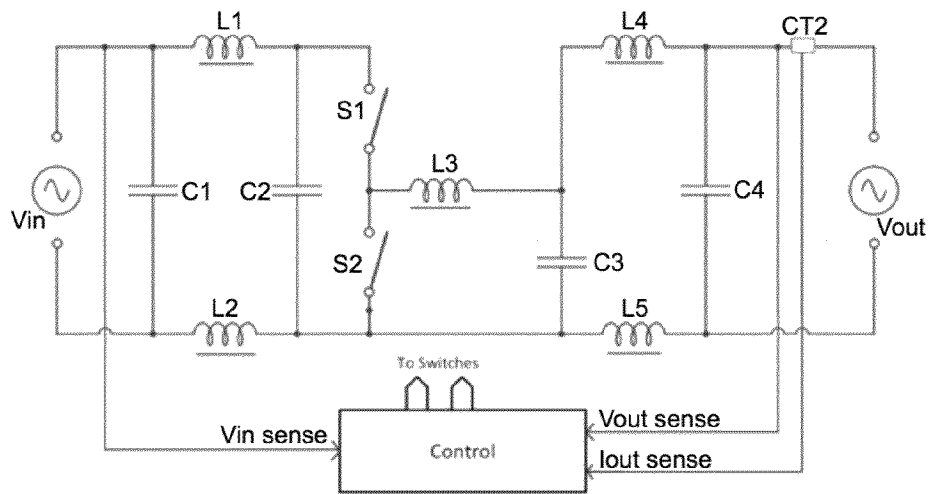 L1
L4
CT2
S1
L3
C1
C2
C4
Vin
Vout
S2
C3
L2
L5
To Switches
Vin sense
Control
Vout sense
Iout sense